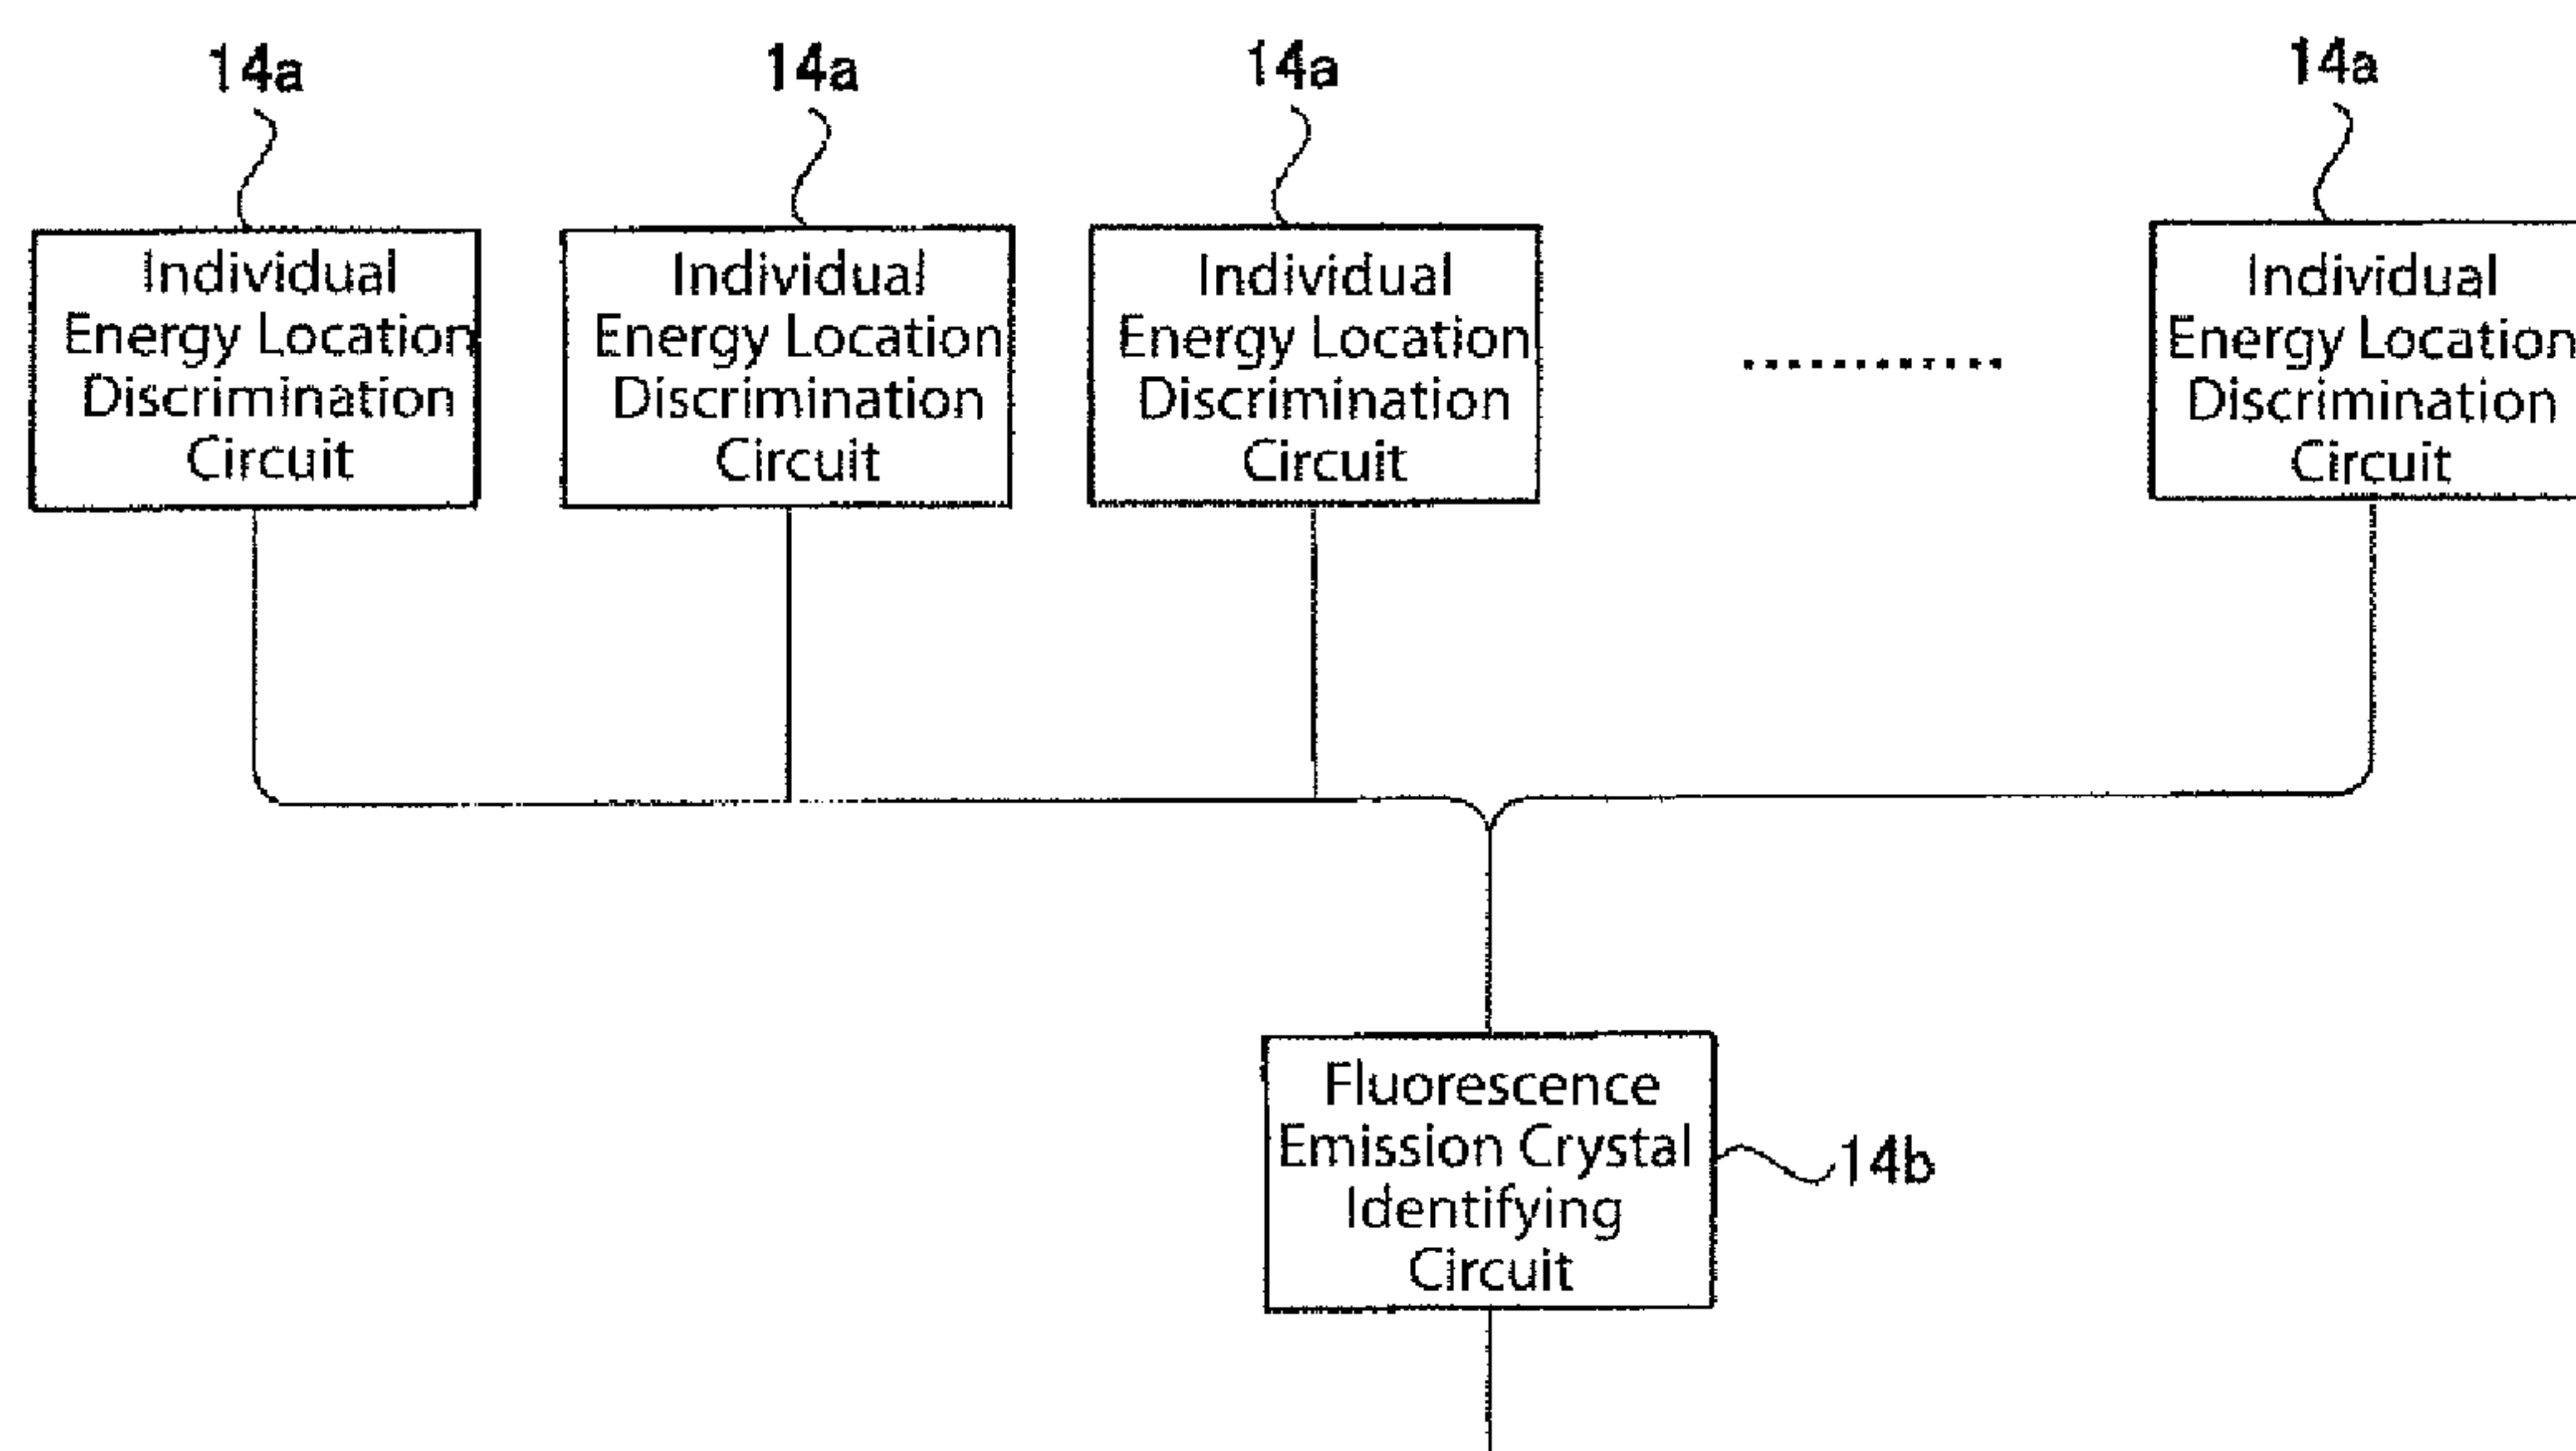 14a
14a
14a
14a
Individual
Energy Location
Discrimination
Circuit
Individual
Energy Location
Discrimination
Circuit
Individual
Energy Location
Discrimination
Circuit
Individual
Energy Location
Discrimination
Circuit
Fluorescence
Emission Crystal
Identifying
Circuit
14b